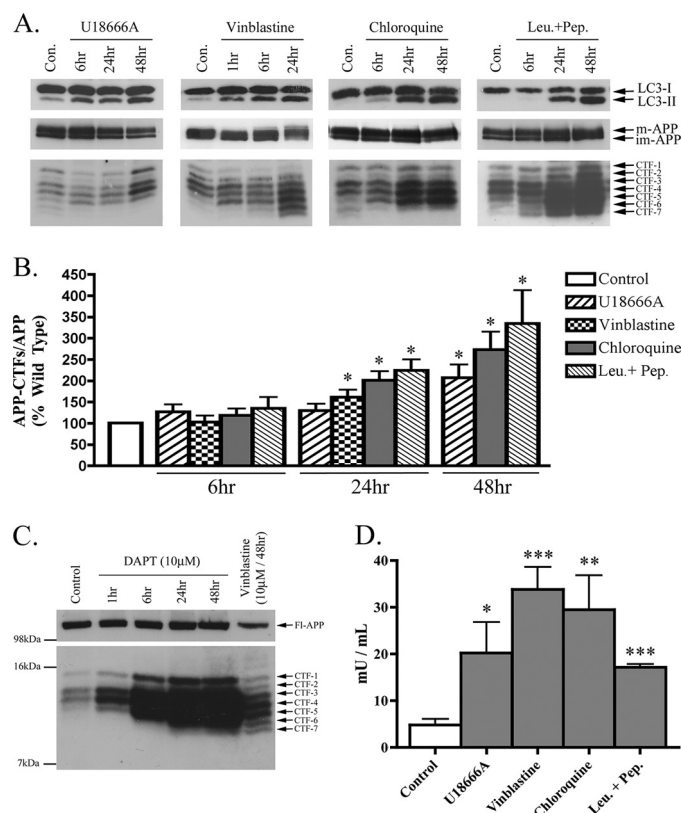 A.
U18666A
Vinblastine
Chloroquine
Leu.+Pep.
Con.
6hr
24hr
48hr
Con.
1hr
6hr
24hr
Con.
6hr
24hr
48hr
Con.
6hr
24hr
48hr
LC3-I
LC3-II
m-APP
im-APP
CTF-1
CTF-2
CTF-3
CTF-4
CTF-5
CTF-6
CTF-7
B.
APP-CTFs/APP
(% Wild Type)
450
400
350
300
250
200
150
100
50
0
* * *
* * *
6hr
24hr
48hr
Control
U18666A
Vinblastine
Chloroquine
Leu.+ Pep.
C.
DAPT (10µM)
Control
1hr
6hr
24hr
48hr
Vinblastine
(10µM / 48hr)
Fl-APP
98kDa
16kDa
CTF-1
CTF-2
CTF-3
CTF-4
CTF-5
CTF-6
CTF-7
7kDa
D.
mU / mL
40
30
20
10
0
*
***
**
***
Control
U18666A
Vinblastine
Chloroquine
Leu. + Pep.